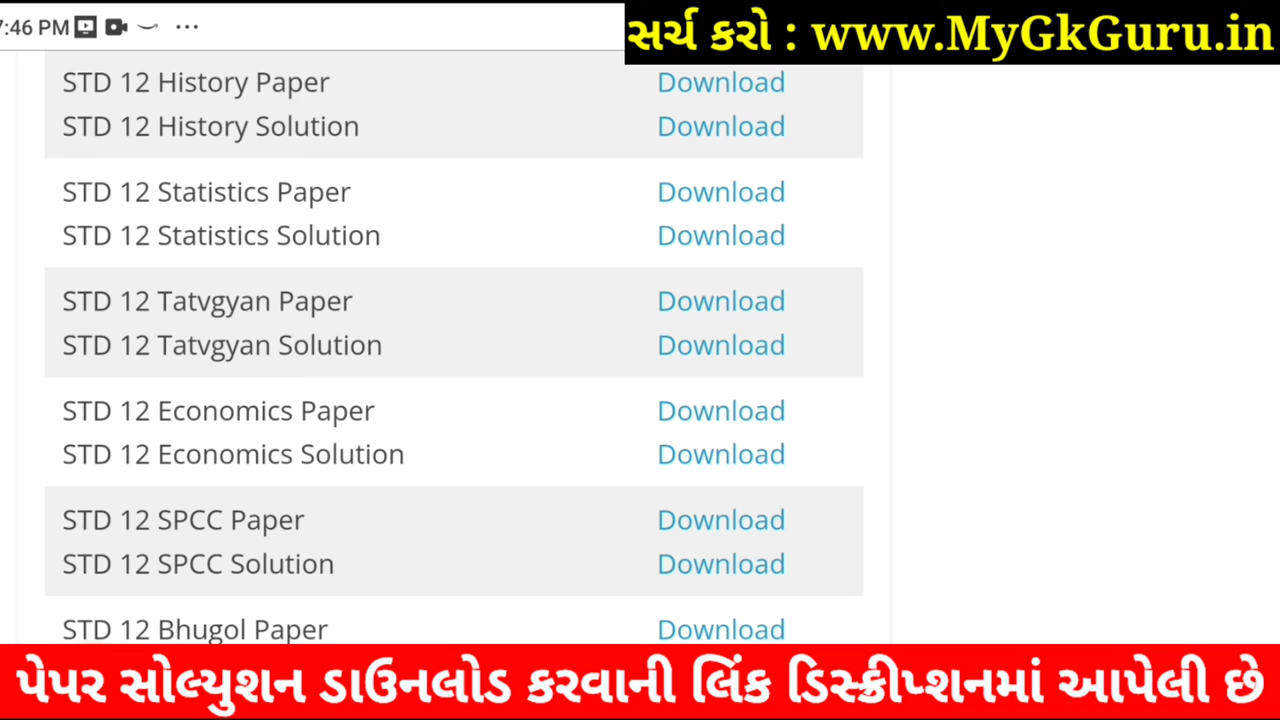 7:46 PM
સર્ચ કરો : www.MyGkGuru.in
STD 12 History Paper Download
STD 12 History Solution Download
STD 12 Statistics Paper Download
STD 12 Statistics Solution Download
STD 12 Tatvgyan Paper Download
STD 12 Tatvgyan Solution Download
STD 12 Economics Paper Download
STD 12 Economics Solution Download
STD 12 SPCC Paper Download
STD 12 SPCC Solution Download
STD 12 Bhugol Paper Download
પેપર સોલ્યુશન ડાઉનલોડ કરવાની લિંક ડિસ્ક્રીપ્શનમાં આપેલી છે